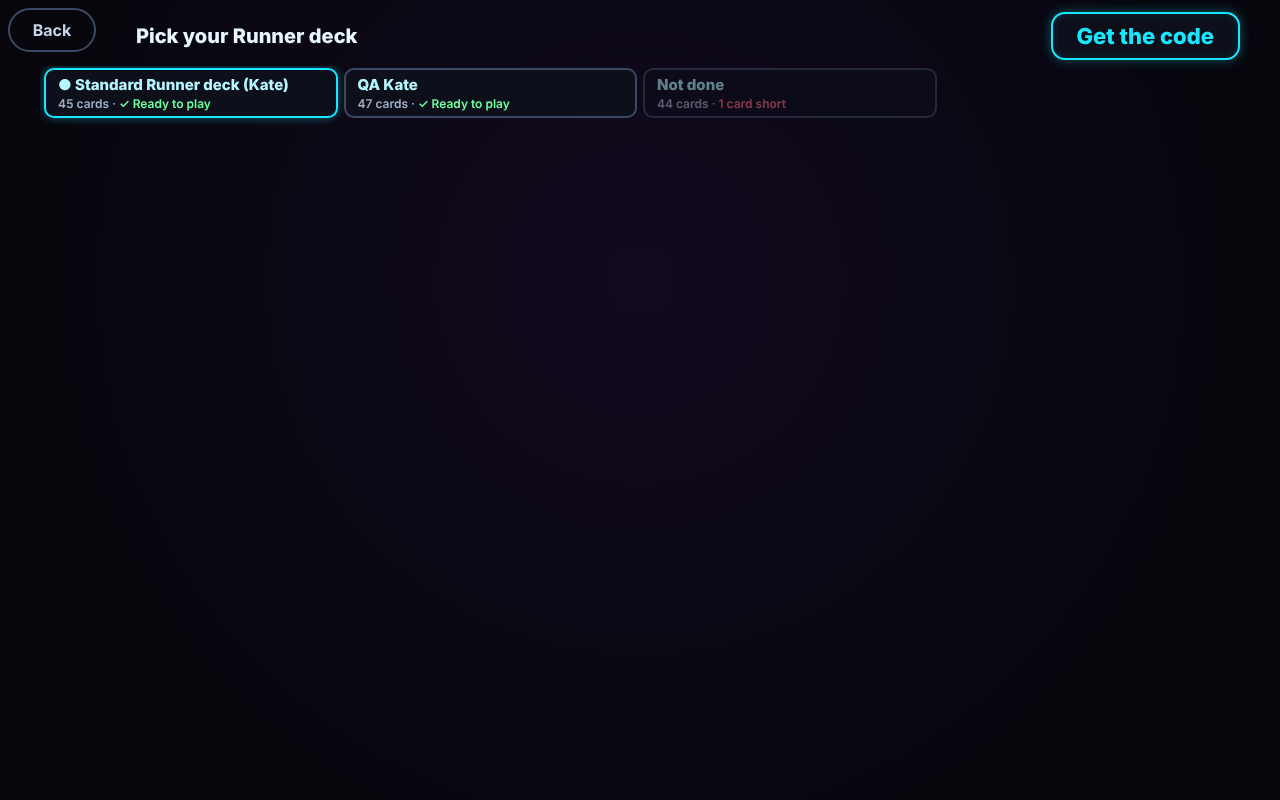 Back
Pick your Runner deck
Get the code
● Standard Runner deck (Kate)
45 cards · ✓ Ready to play
QA Kate
47 cards · ✓ Ready to play
Not done
44 cards · 1 card short